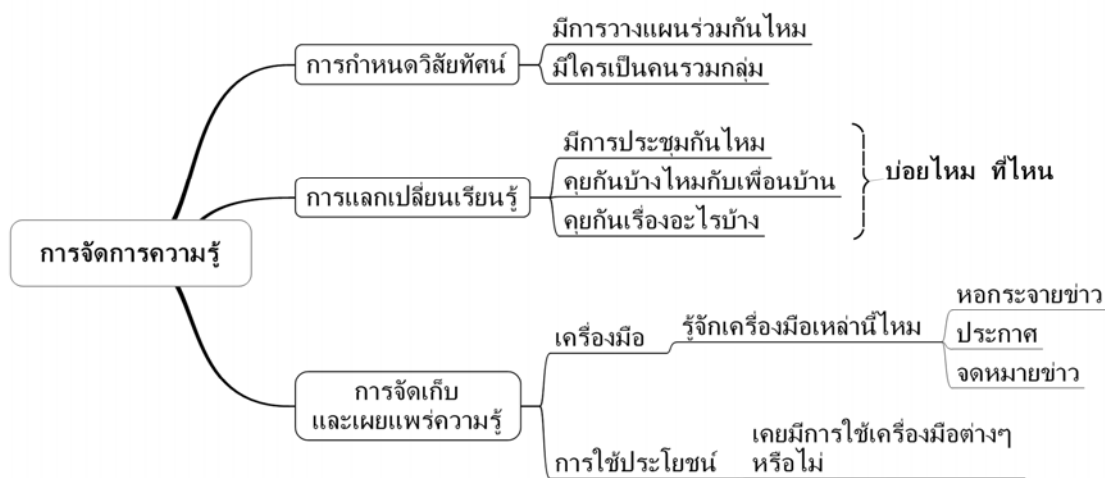 การจัดการความรู้
การกำหนดวิสัยทัศน์
มีการวางแผนร่วมกันไหม
มีใครเป็นคนรวมกลุ่ม
การแลกเปลี่ยนเรียนรู้
มีการประชุมกันไหม
คุยกันบ้างไหมกับเพื่อนบ้าน
คุยกันเรื่องอะไรบ้าง
บ่อยไหม ที่ไหน
การจัดเก็บ
และเผยแพร่ความรู้
เครื่องมือ
รู้จักเครื่องมือเหล่านี้ไหม
หอกระจายข่าว
ประกาศ
จดหมายข่าว
การใช้ประโยชน์
เคยมีการใช้เครื่องมือต่างๆ
หรือไม่